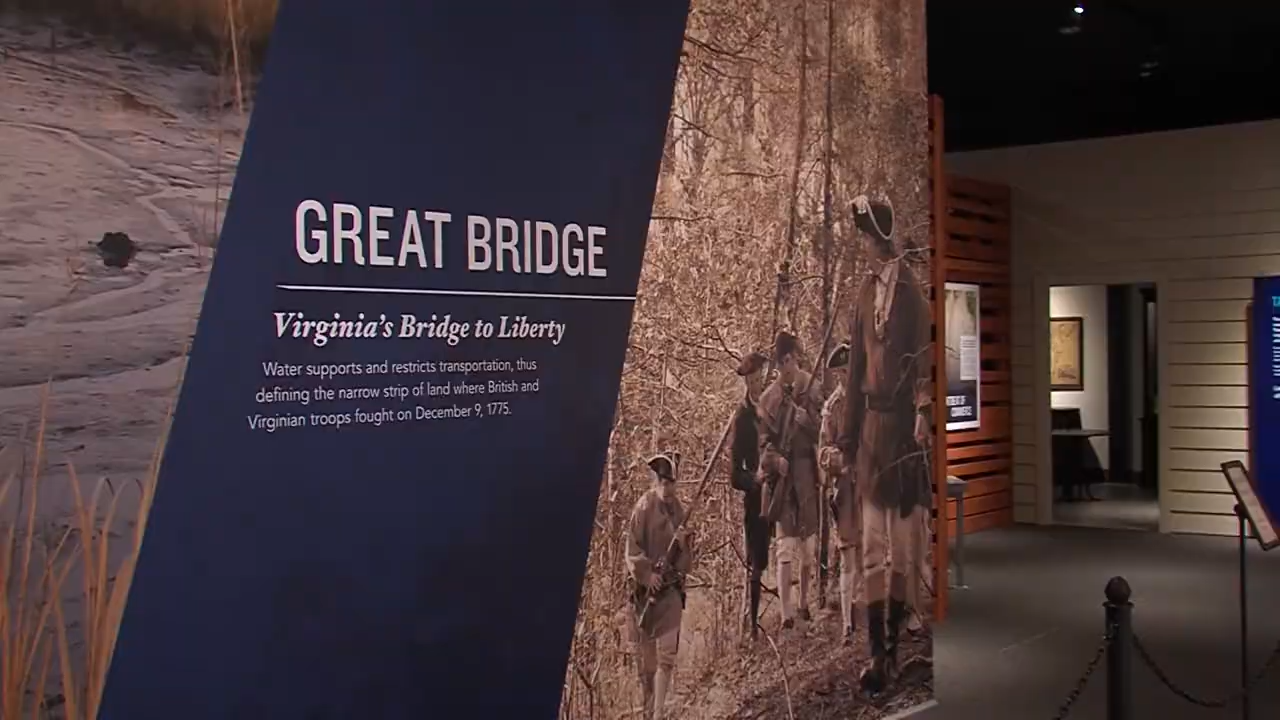 GREAT BRIDGE
Virginia's Bridge to Liberty
Water supports and restricts transportation, thus
defining the narrow strip of land where British and
Virginian troops fought on December 9, 1775.